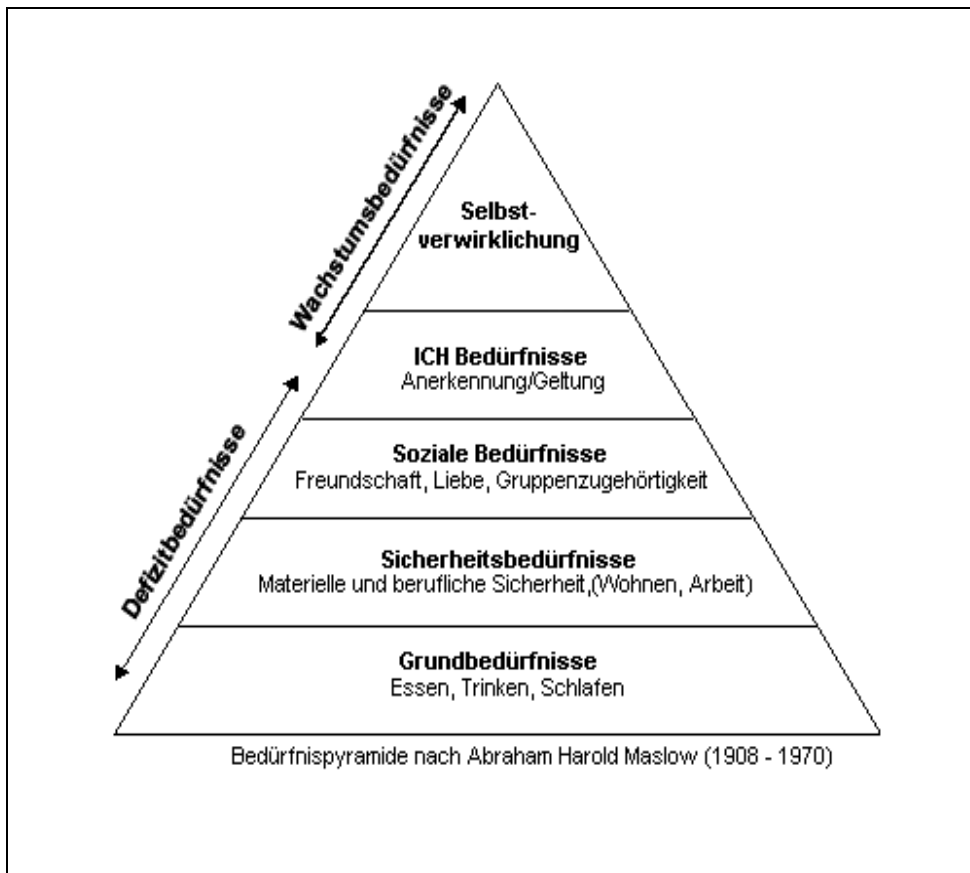 Wachstumsbedürfnisse
Defizitbedürfnisse
Selbst-
verwirklichung
ICH Bedürfnisse
Anerkennung/Geltung
Soziale Bedürfnisse
Freundschaft, Liebe, Gruppenzugehörtigkeit
Sicherheitsbedürfnisse
Materielle und berufliche Sicherheit,(Wohnen, Arbeit)
Grundbedürfnisse
Essen, Trinken, Schlafen
Bedürfnispyramide nach Abraham Harold Maslow (1908 - 1970)